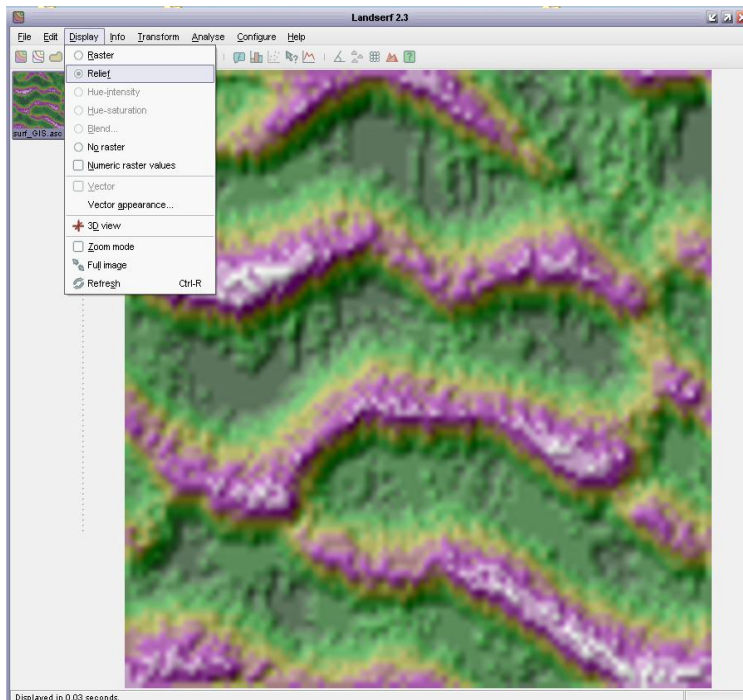 Landserf 2.3
File Edit Display Info Transform Analyse Configure Help
Raster
Relief
Hue-intensity
Hue-saturation
Blend...
No raster
Numeric raster values
Vector
Vector appearance...
3D view
Zoom mode
Full image
Refresh Ctrl-R
surf_GIS.asc
Displayed in 0.03 seconds.